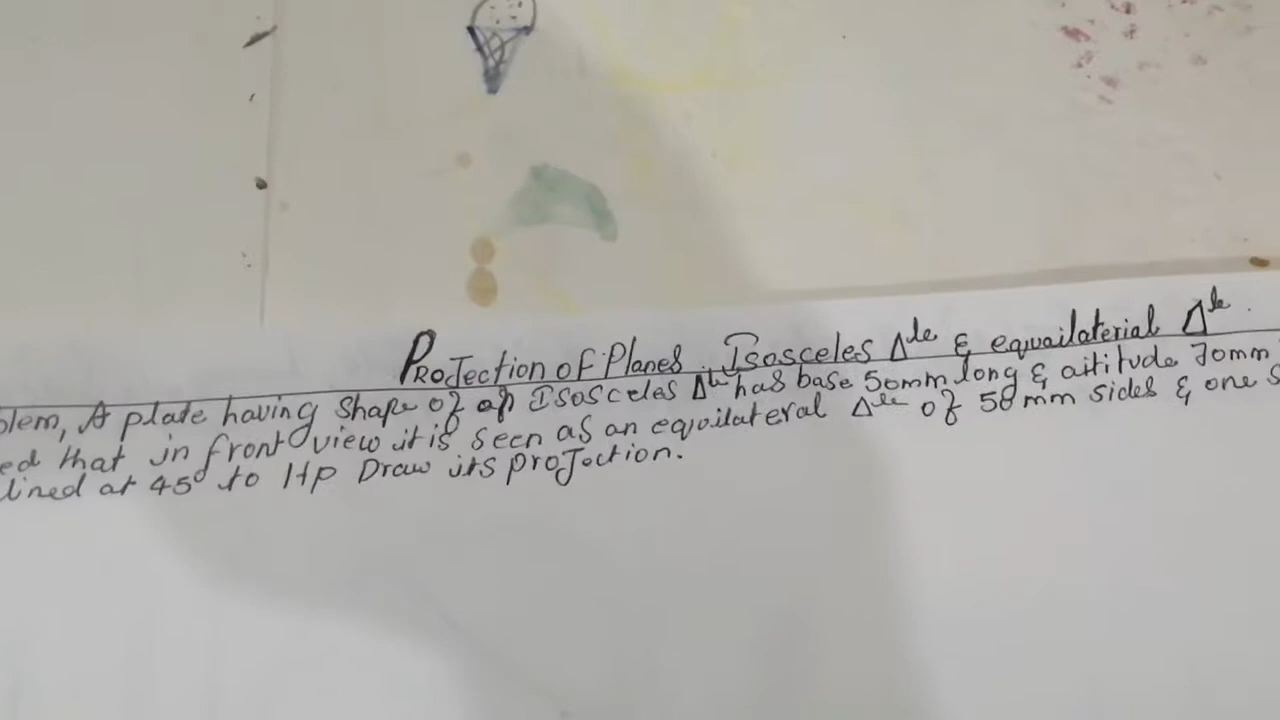 Projection of Planes Isosceles Δle & equailaterial Δle.
blem, A plate having shape of an Isosceles Δle has base 50mm long & altitude 70mm
ed that in front view it is seen as an equilateral Δle of 50mm sides & one s
lined at 45° to Hp Draw its projection.